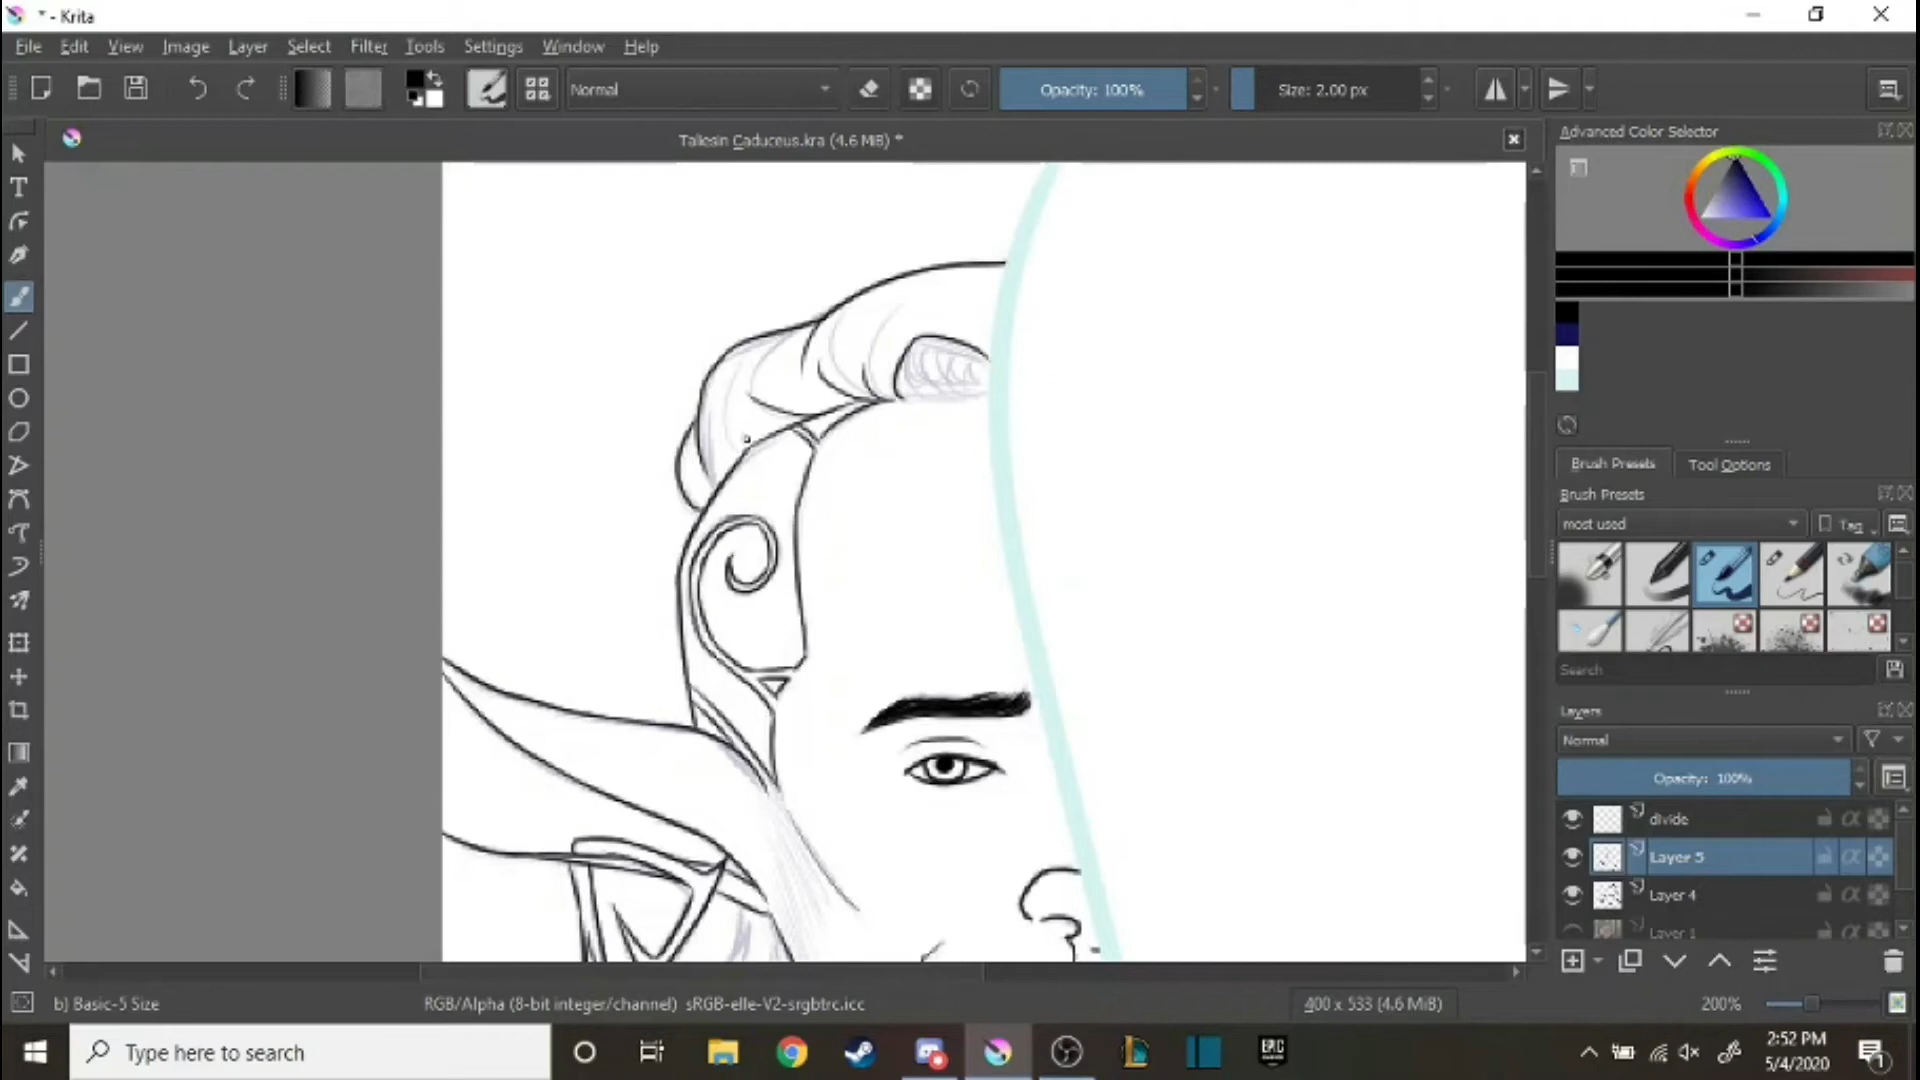 * - Krita
File Edit View Image Layer Select Filter Tools Settings Window Help
Normal
Opacity: 100%
Size: 2.00 px
Taliesin Caduceus.kra (4.6 MiB) *
Advanced Color Selector
Brush Presets
Tool Options
Brush Presets
most used
Tag
Search
Layers
Normal
Opacity: 100%
divide
Layer 5
Layer 4
Layer 1
b) Basic-5 Size
RGB/Alpha (8-bit integer/channel) sRGB-elle-V2-srgbtrc.icc
400 x 533 (4.6 MiB)
200%
Type here to search
EPIC
2:52 PM
5/4/2020
1